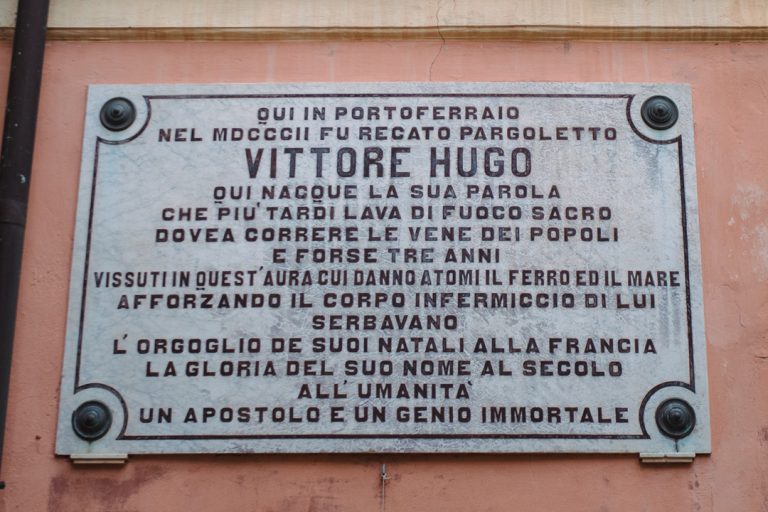 QUI IN PORTOFERRAIO
NEL MDCCCII FU RECATO PARGOLETTO
VITTORE HUGO
QUI NACQUE LA SUA PAROLA
CHE PIU' TARDI LAVA DI FUOCO SACRO
DOVEA CORRERE LE VENE DEI POPOLI
E FORSE TRE ANNI
VISSUTI IN QUEST'AURA CUI DANNO ATOMI IL FERRO ED IL MARE
AFFORZANDO IL CORPO INFERMICCIO DI LUI
SERBAVANO
L'ORGOGLIO DE SUOI NATALI ALLA FRANCIA
LA GLORIA DEL SUO NOME AL SECOLO
ALL'UMANITÀ
UN APOSTOLO E UN GENIO IMMORTALE